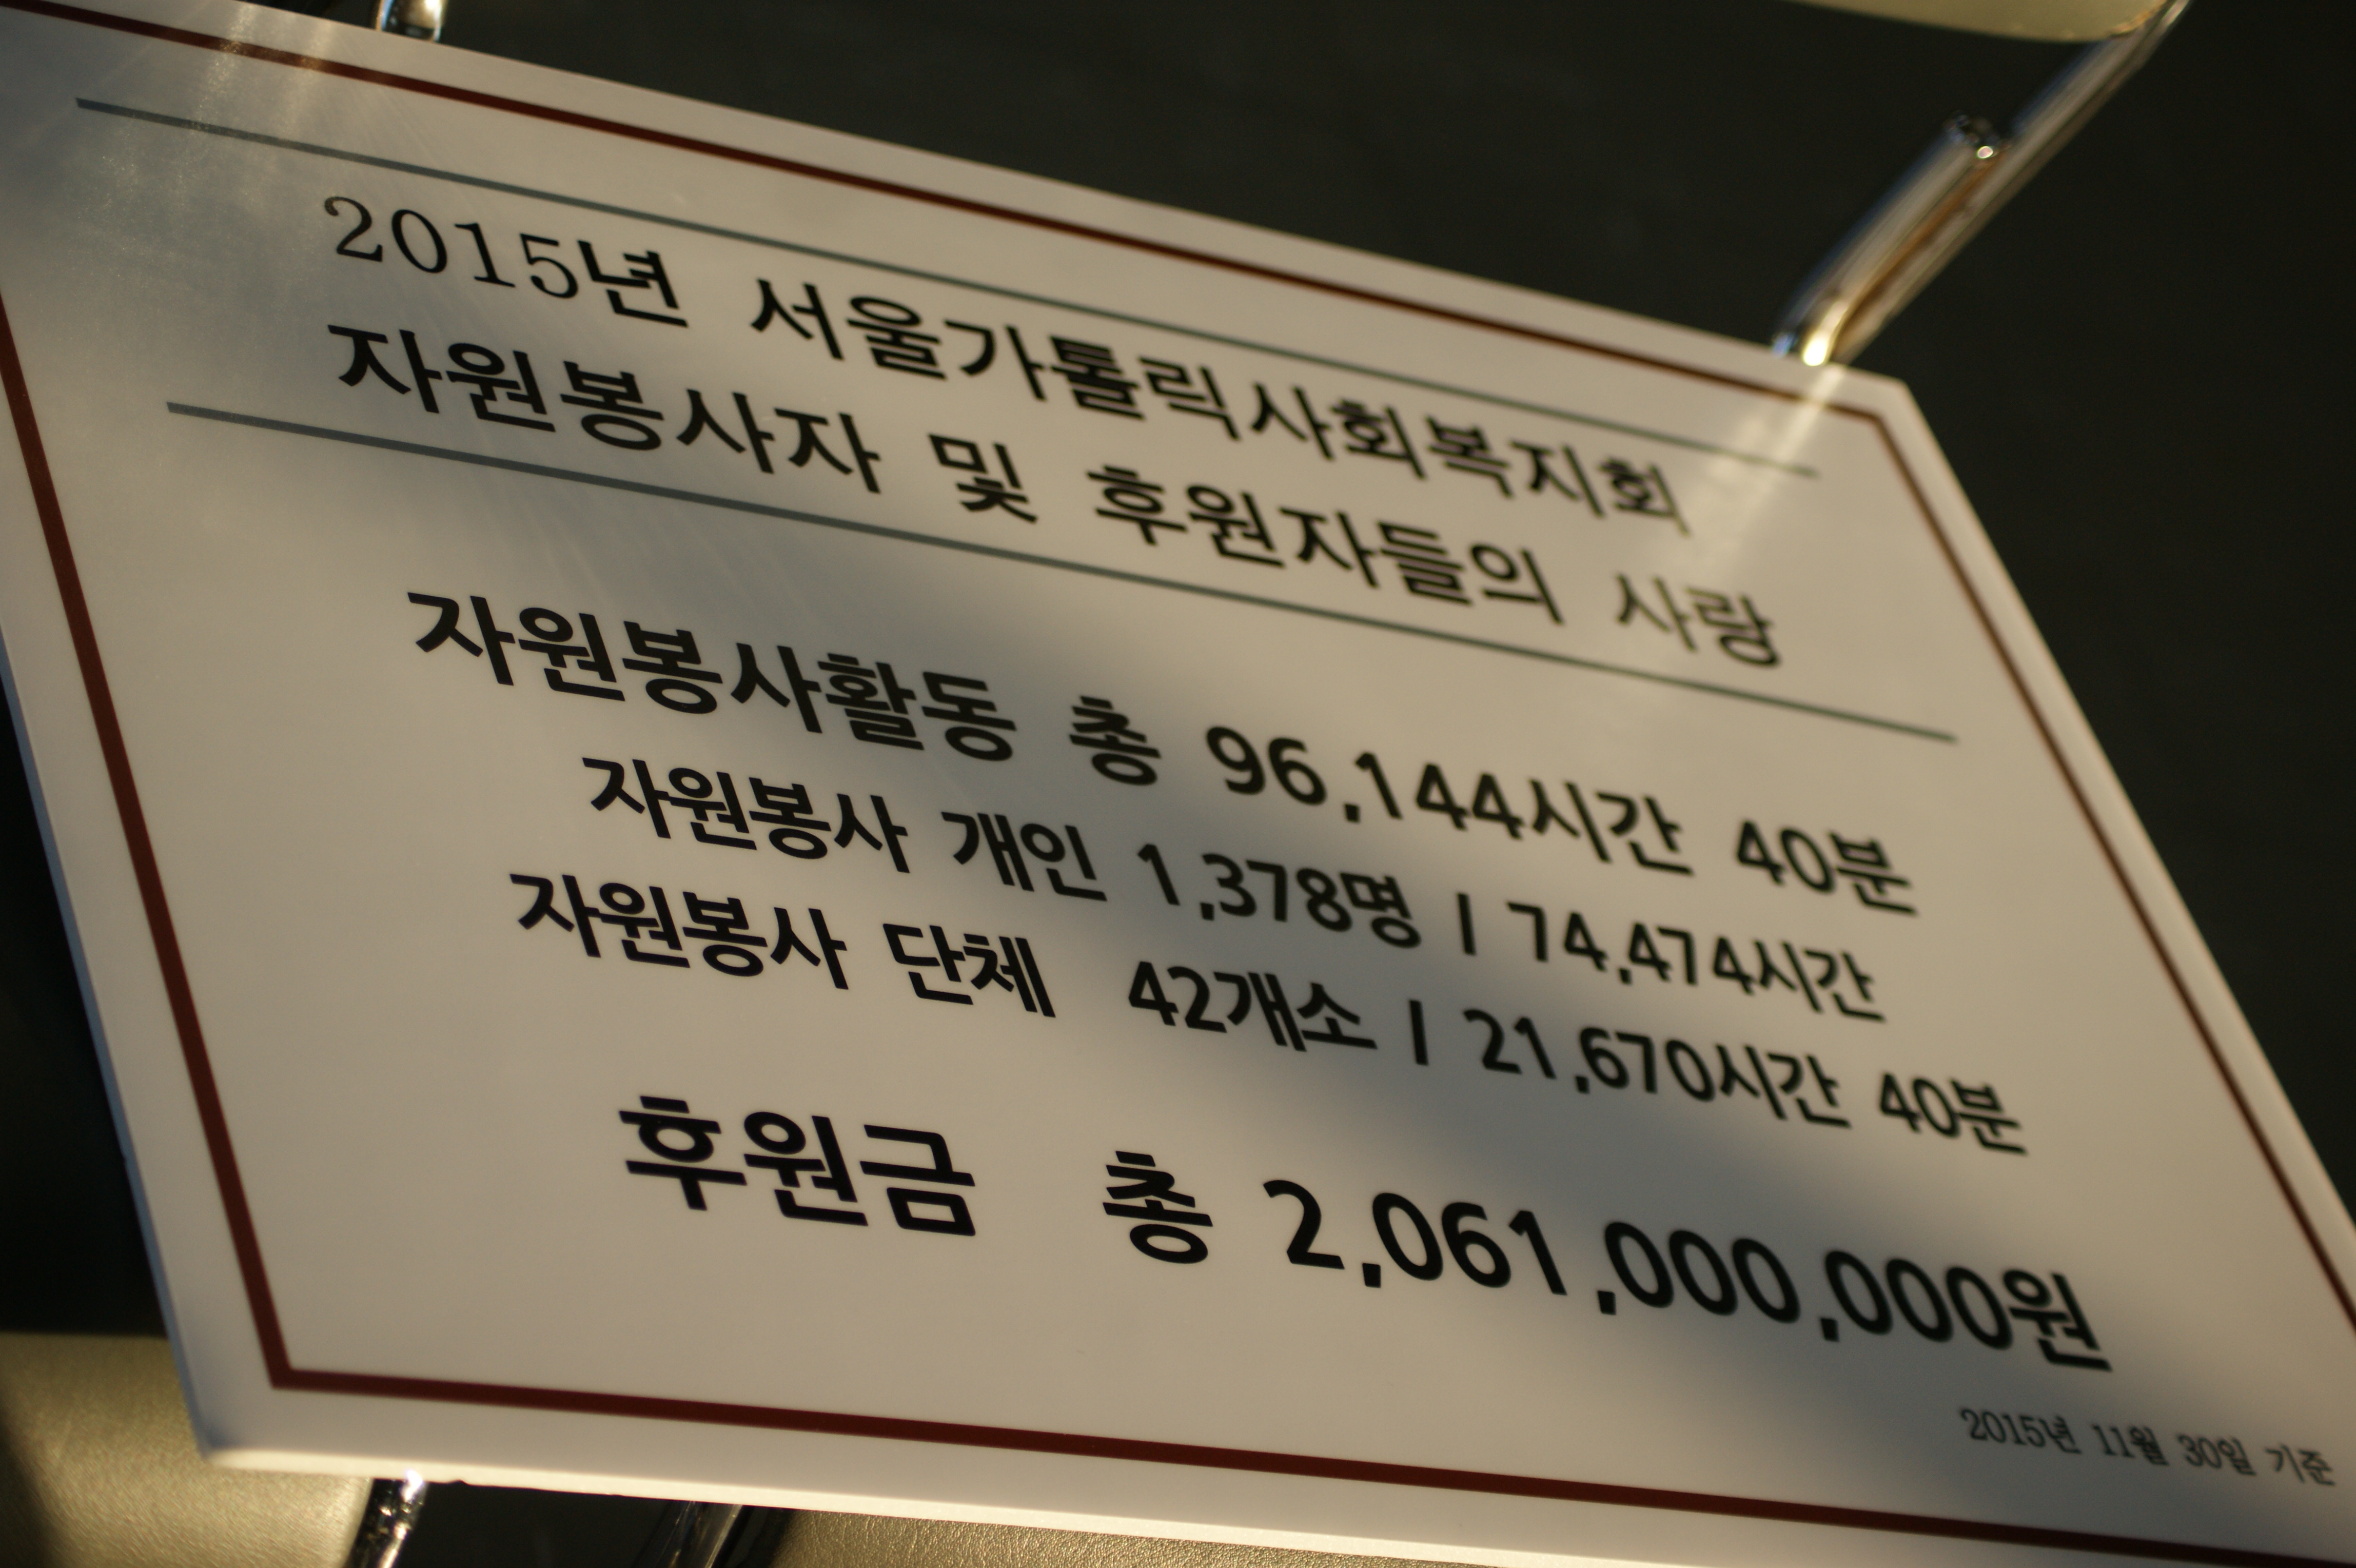 2015년 서울가톨릭사회복지회
자원봉사자 및 후원자들의 사랑
자원봉사활동 총 96,144시간 40분
자원봉사 개인 1,378명 | 74,474시간
자원봉사 단체 42개소 | 21,670시간 40분
후원금 총 2,061,000,000원
2015년 11월 30일 기준